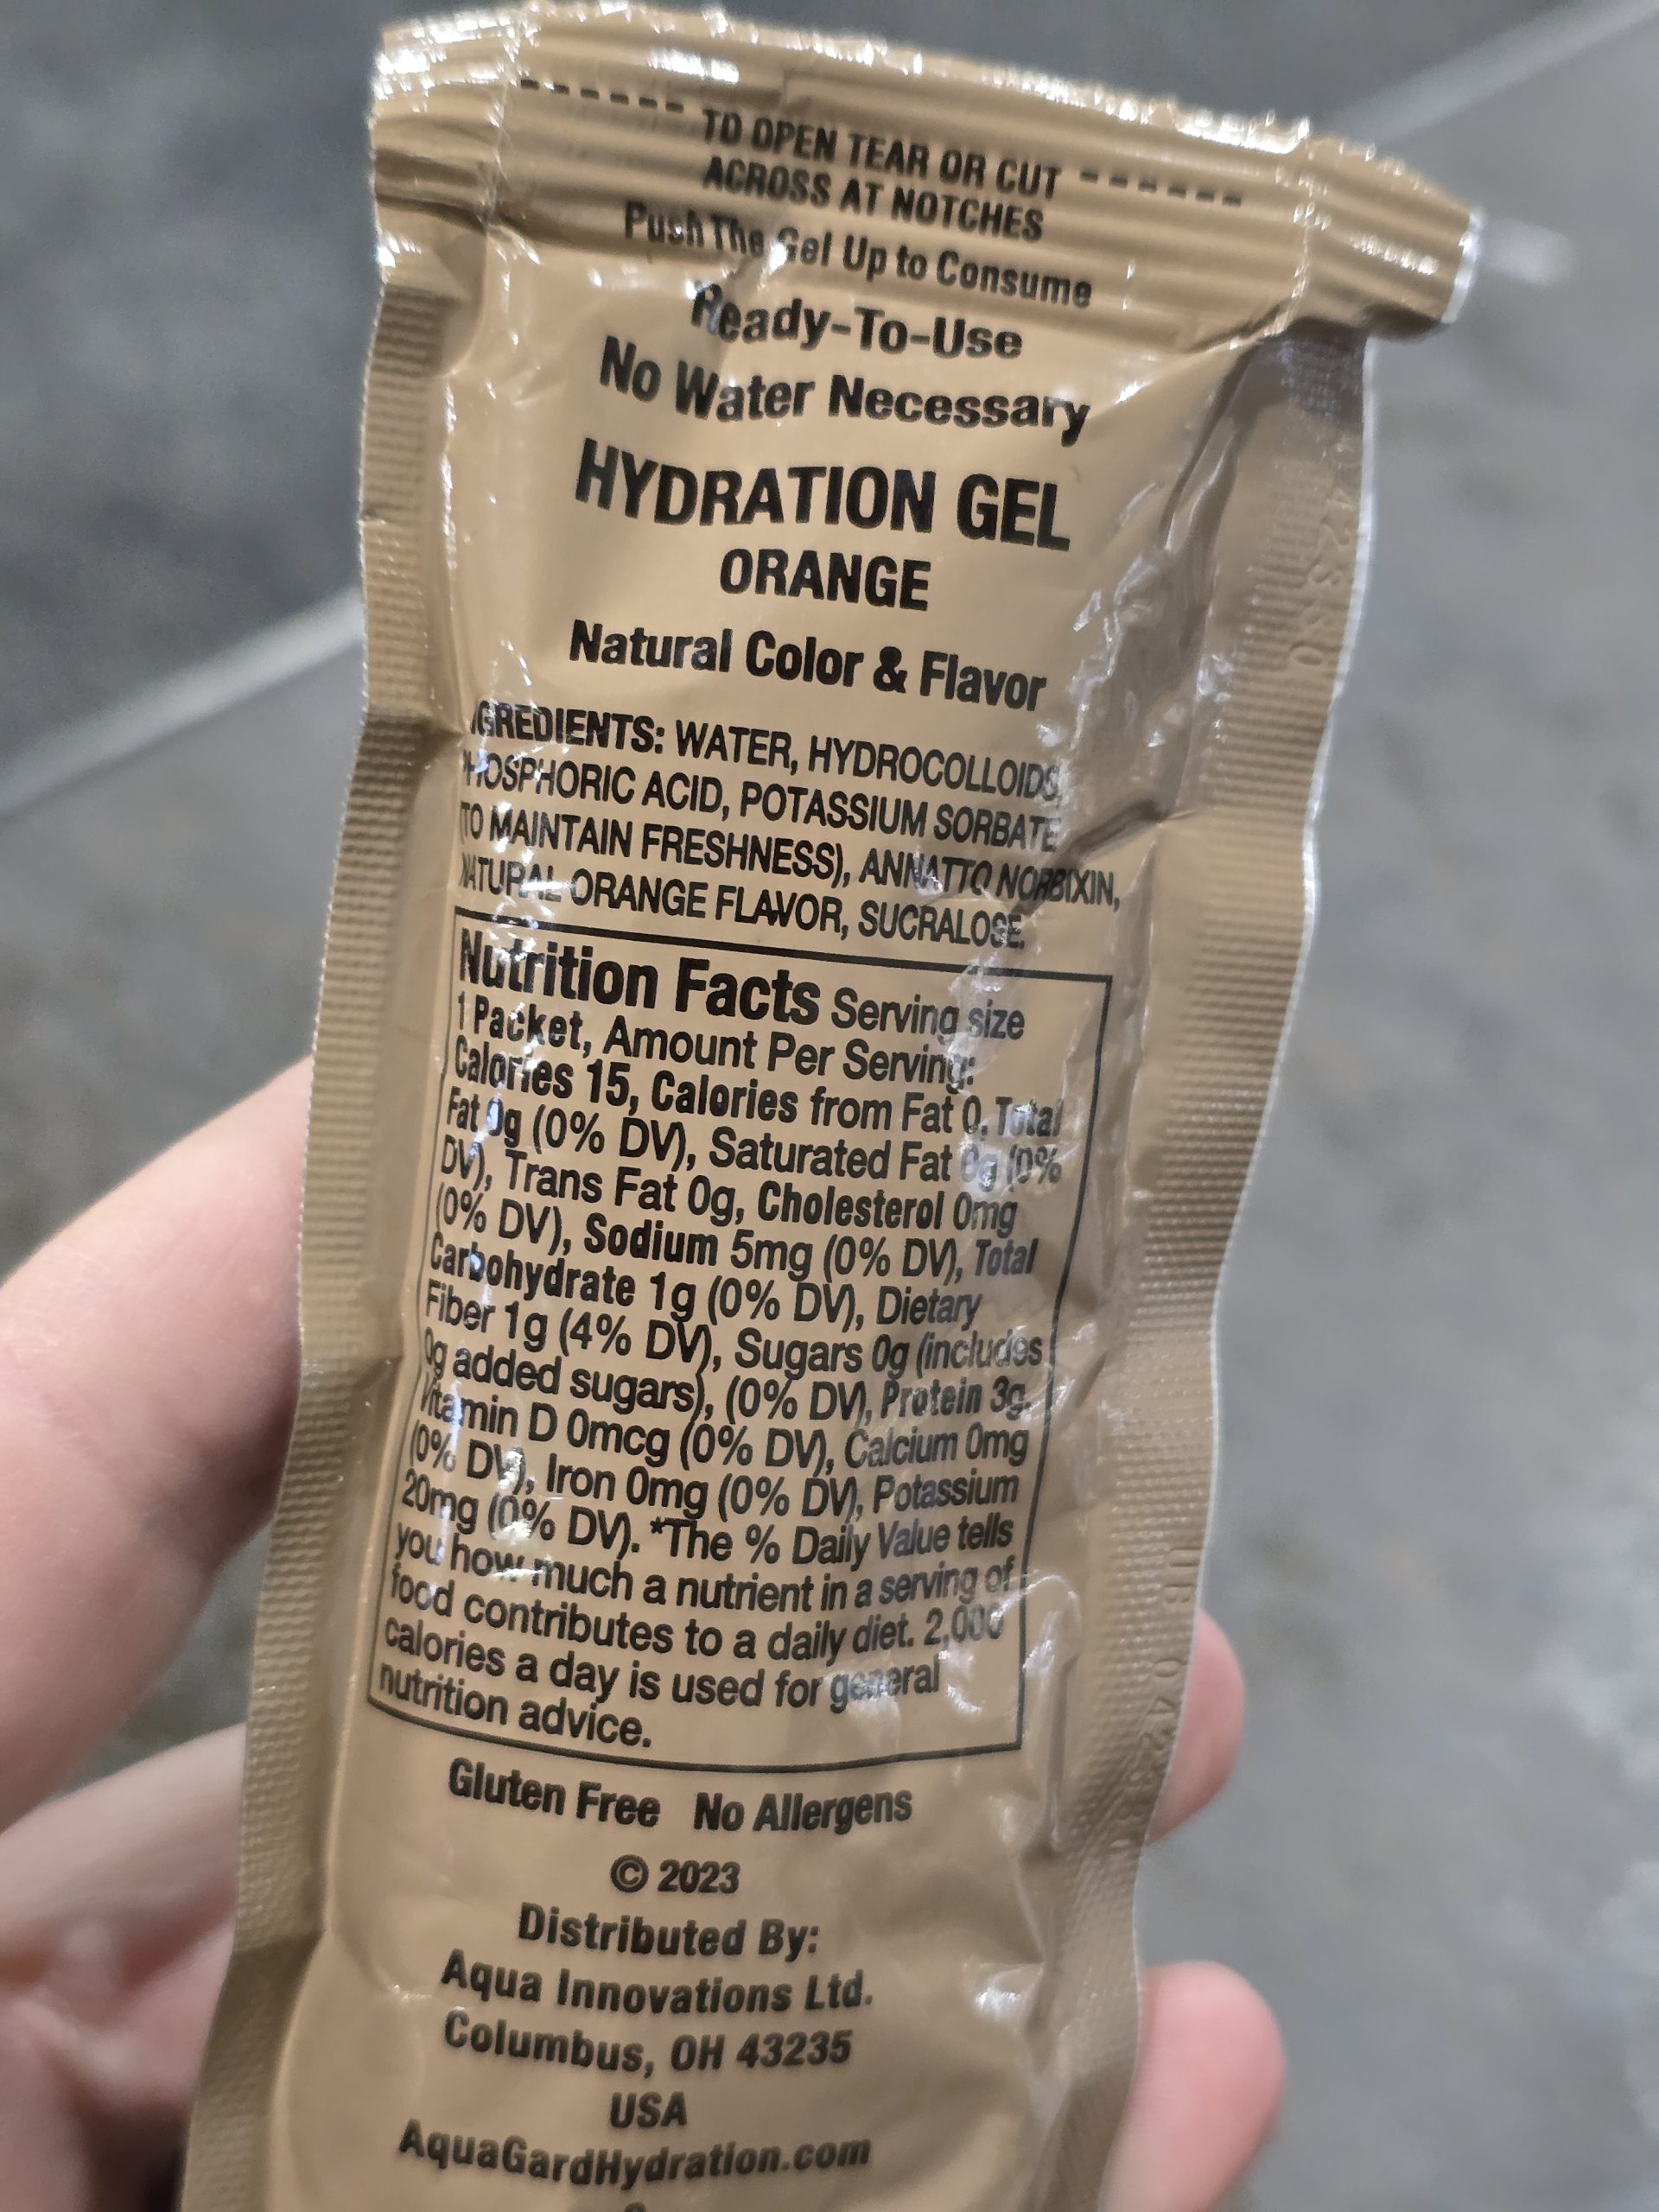 TO OPEN TEAR OR CUT
ACROSS AT NOTCHES
Push The Gel Up to Consume
Ready-To-Use
No Water Necessary
HYDRATION GEL
ORANGE
Natural Color & Flavor
GREDIENTS: WATER, HYDROCOLLOIDS,
PHOSPHORIC ACID, POTASSIUM SORBATE
(TO MAINTAIN FRESHNESS), ANNATTO NORBIXIN,
NATURAL ORANGE FLAVOR, SUCRALOSE.
Nutrition Facts Serving size
1 Packet, Amount Per Serving:
Calories 15, Calories from Fat 0, Total
Fat 0g (0% DV), Saturated Fat 0g (0%
DV), Trans Fat 0g, Cholesterol 0mg
(0% DV), Sodium 5mg (0% DV), Total
Carbohydrate 1g (0% DV), Dietary
Fiber 1g (4% DV), Sugars 0g (includes
0g added sugars), (0% DV), Protein 3g,
Vitamin D 0mcg (0% DV), Calcium 0mg
(0% DV), Iron 0mg (0% DV), Potassium
20mg (0% DV). *The % Daily Value tells
you how much a nutrient in a serving of
food contributes to a daily diet. 2,000
calories a day is used for general
nutrition advice.
Gluten Free No Allergens
© 2023
Distributed By:
Aqua Innovations Ltd.
Columbus, OH 43235
USA
AquaGardHydration.com